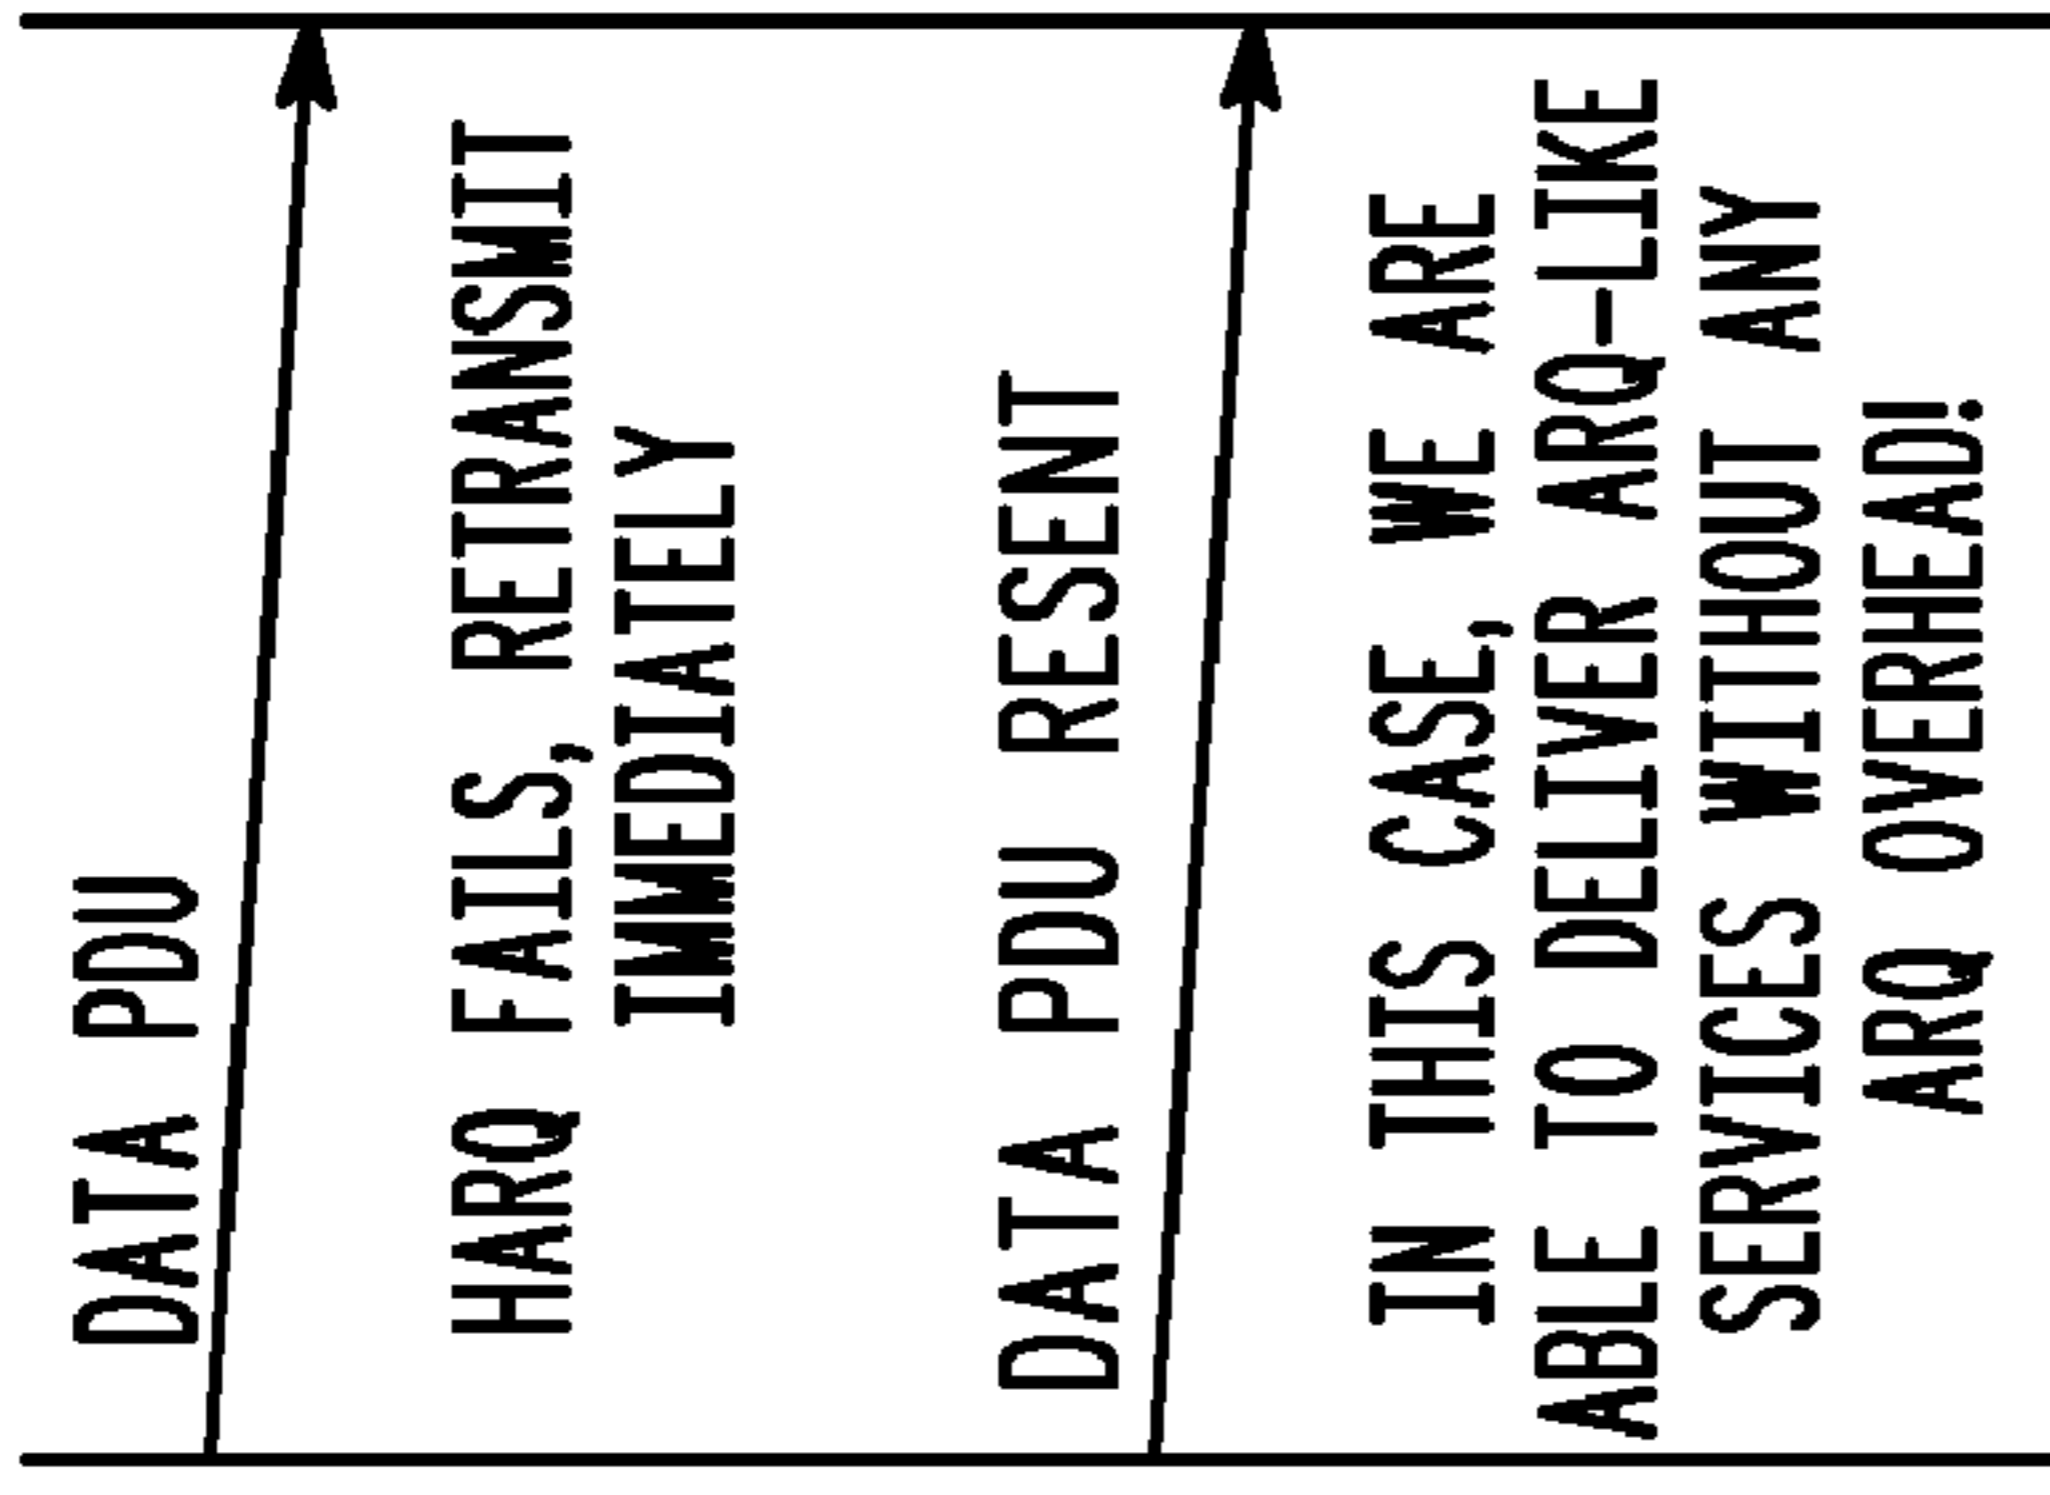 DATA PDU
HARQ FAILS, RETRANSMIT
IMMEDIATELY
DATA PDU RESENT
IN THIS CASE, WE ARE
ABLE TO DELIVER ARQ-LIKE
SERVICES WITHOUT ANY
ARQ OVERHEAD!